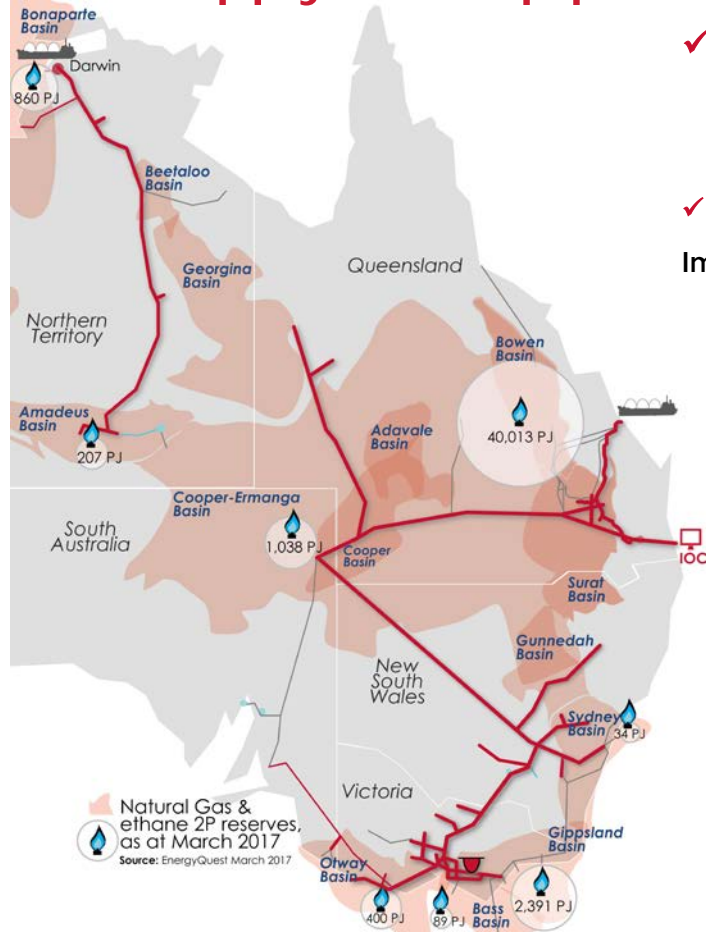 Bonaparte
Basin
Darwin
860 PJ
Beetaloo
Basin
Georgina
Basin
Queensland
Northern
Territory
Bowen
Basin
40,013 PJ
Amadeus
Basin
207 PJ
Adavale
Basin
Cooper-Ermanga
Basin
1,038 PJ
South
Australia
Cooper
Basin
IOC
Surat
Basin
Gunnedah
Basin
New
South
Wales
Sydney
Basin
34 PJ
Victoria
Natural Gas &
ethane 2P reserves,
as at March 2017
Source: EnergyQuest March 2017
Gippsland
Basin
Otway
Basin
400 PJ
89 PJ
Bass
Basin
2,391 PJ
Im